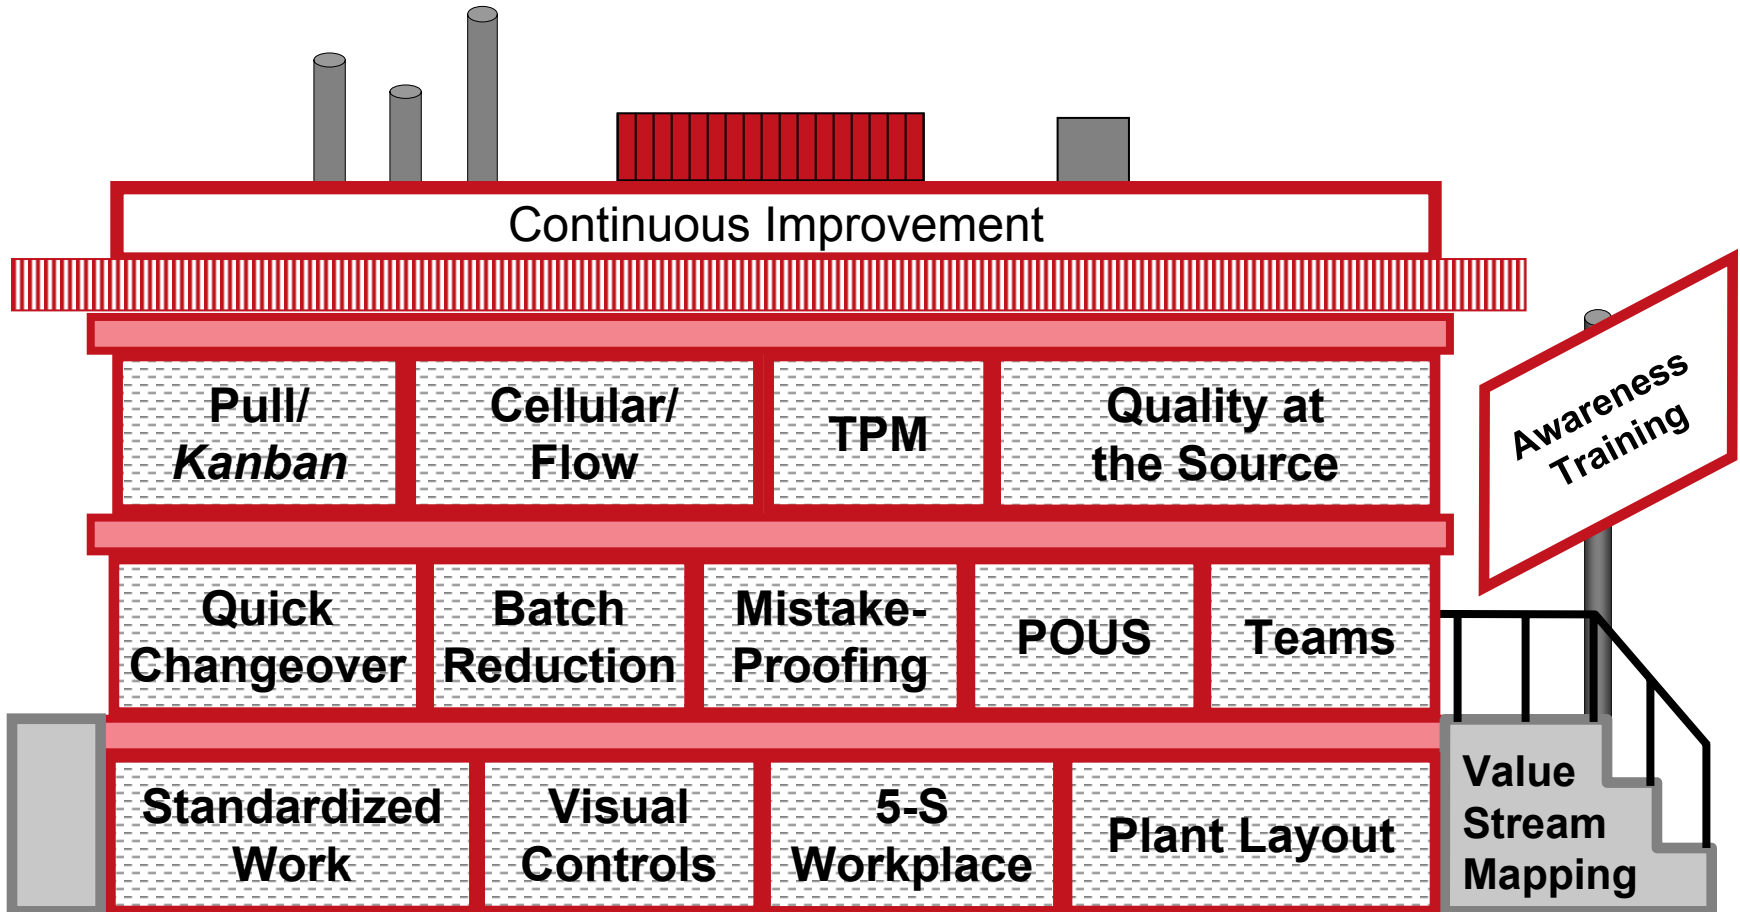 Continuous Improvement
Pull/
Kanban
Cellular/
Flow
TPM
Quality at
the Source
Awareness
Training
Quick
Changeover
Batch
Reduction
Mistake-
Proofing
POUS
Teams
Standardized
Work
Visual
Controls
5-S
Workplace
Plant Layout
Value
Stream
Mapping